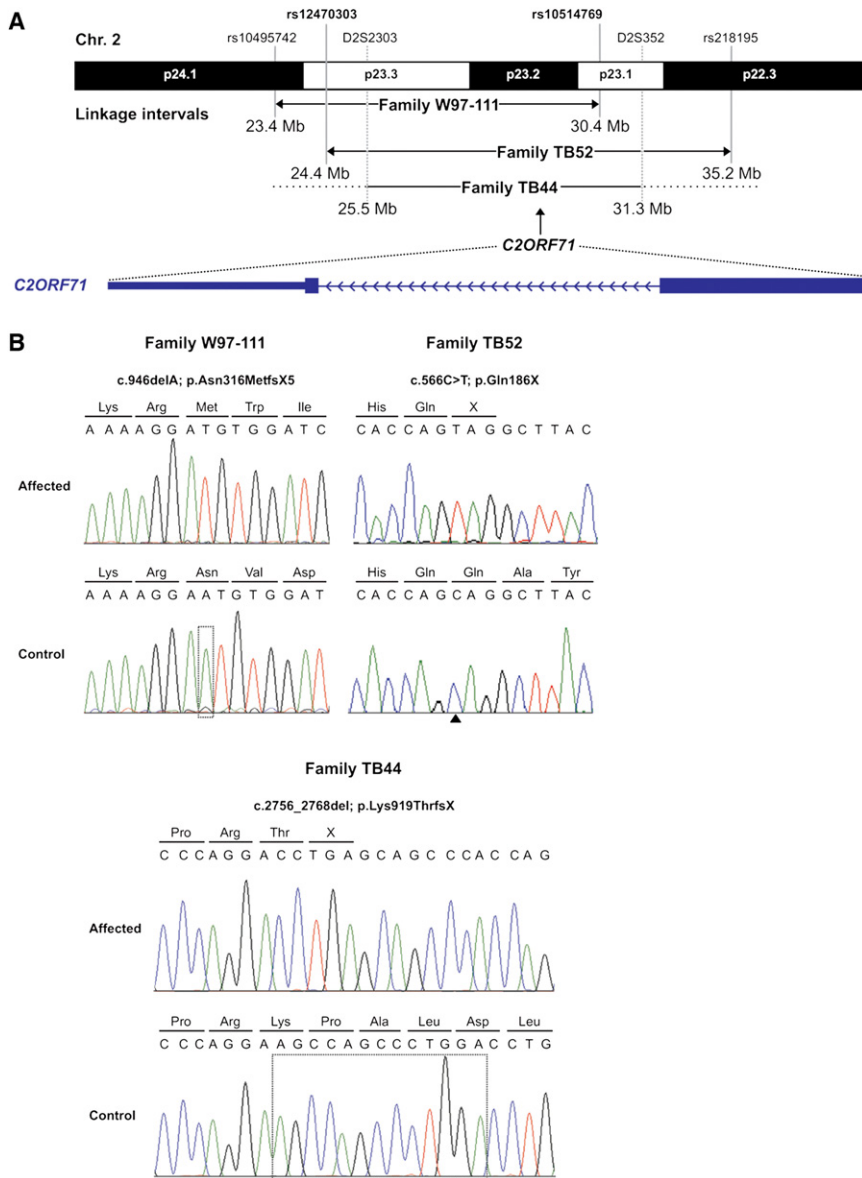 A
rs12470303 rs10514769
Chr. 2 rs10495742 D2S2303 D2S352 rs218195
p24.1 p23.3 p23.2 p23.1 p22.3
Linkage intervals Family W97-111
23.4 Mb 30.4 Mb
Family TB52
24.4 Mb 35.2 Mb
Family TB44
25.5 Mb 31.3 Mb
C2ORF71
C2ORF71
B
Family W97-111 Family TB52
c.946delA; p.Asn316MetfsX5 c.566C>T; p.Gln186X
Lys Arg Met Trp Ile His Gln X
A A A A G G A T G T G G A T C C A C C A G T A G G C T T A C
Affected
Lys Arg Asn Val Asp His Gln Gln Ala Tyr
A A A A G G A A T G T G G A T C A C C A G C A G G C T T A C
Control
Family TB44
c.2756_2768del; p.Lys919ThrfsX
Pro Arg Thr X
C C C A G G A C C T G A G C A G C C C A C C A G
Affected
Pro Arg Lys Pro Ala Leu Asp Leu
C C C A G G A A G C C A G C C C T G G A C C T G
Control